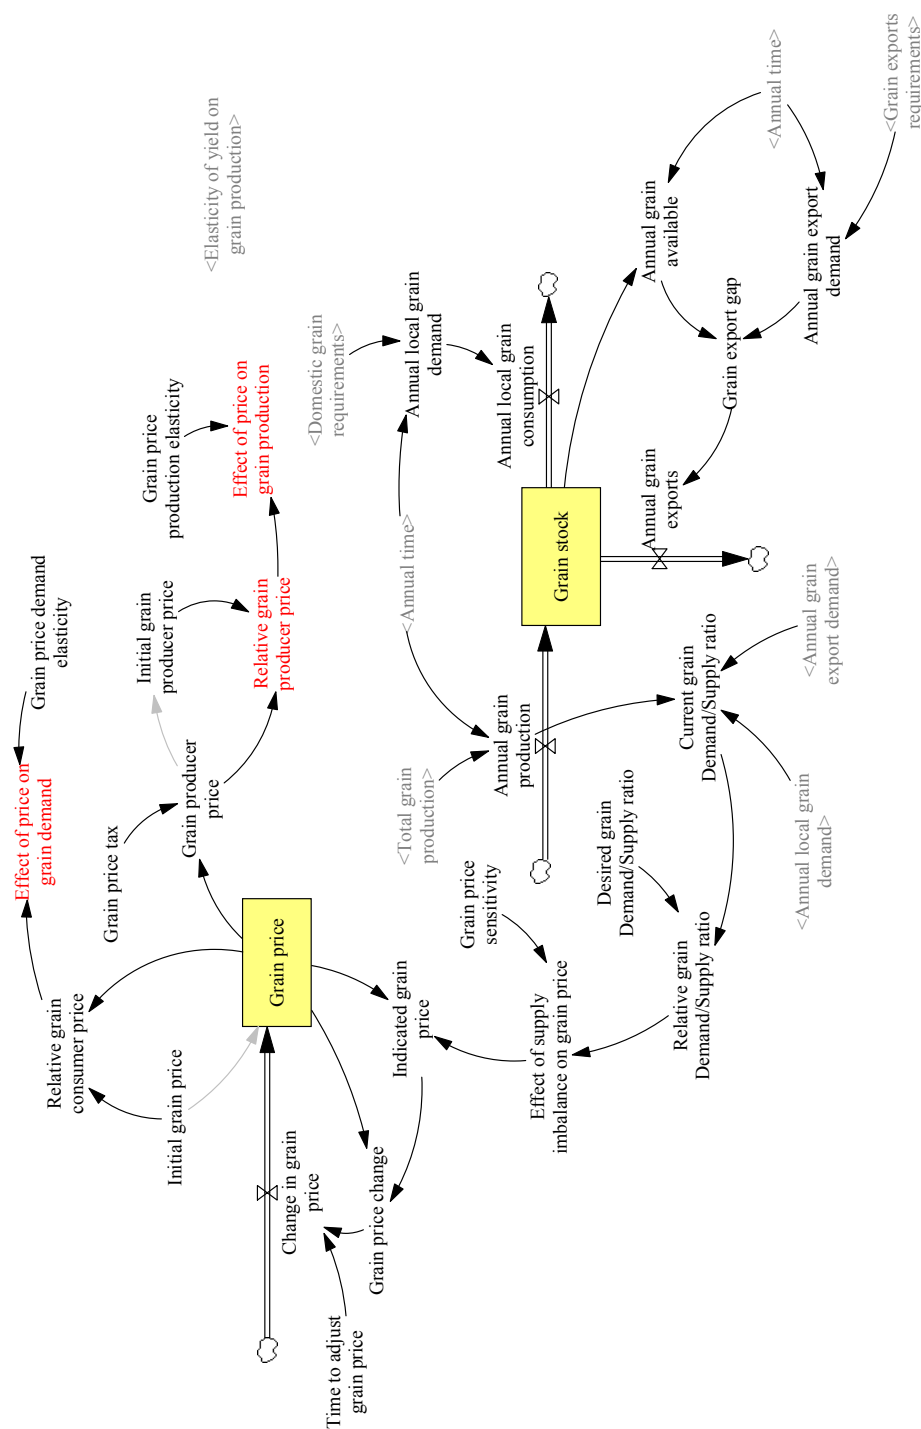 Effect of price on
grain demand
Grain price demand
elasticity
Relative grain
consumer price
Initial grain price
Grain price tax
Grain producer
price
Initial grain
producer price
Grain price
production elasticity
<Elasticity of yield on
grain production>
Effect of price on
grain production
Relative grain
producer price
Grain price
Change in grain
price
Time to adjust
grain price
Grain price change
Indicated grain
price
<Domestic grain
requirements>
Annual local grain
demand
<Annual time>
<Total grain
production>
Annual grain
production
Annual local grain
consumption
Grain stock
Grain price
sensitivity
Effect of supply
imbalance on grain price
Desired grain
Demand/Supply ratio
Relative grain
Demand/Supply ratio
Current grain
Demand/Supply ratio
<Annual local grain
demand>
<Annual grain
export demand>
Annual grain
exports
Grain export gap
Annual grain
available
<Annual time>
Annual grain export
demand
<Grain exports
requirements>